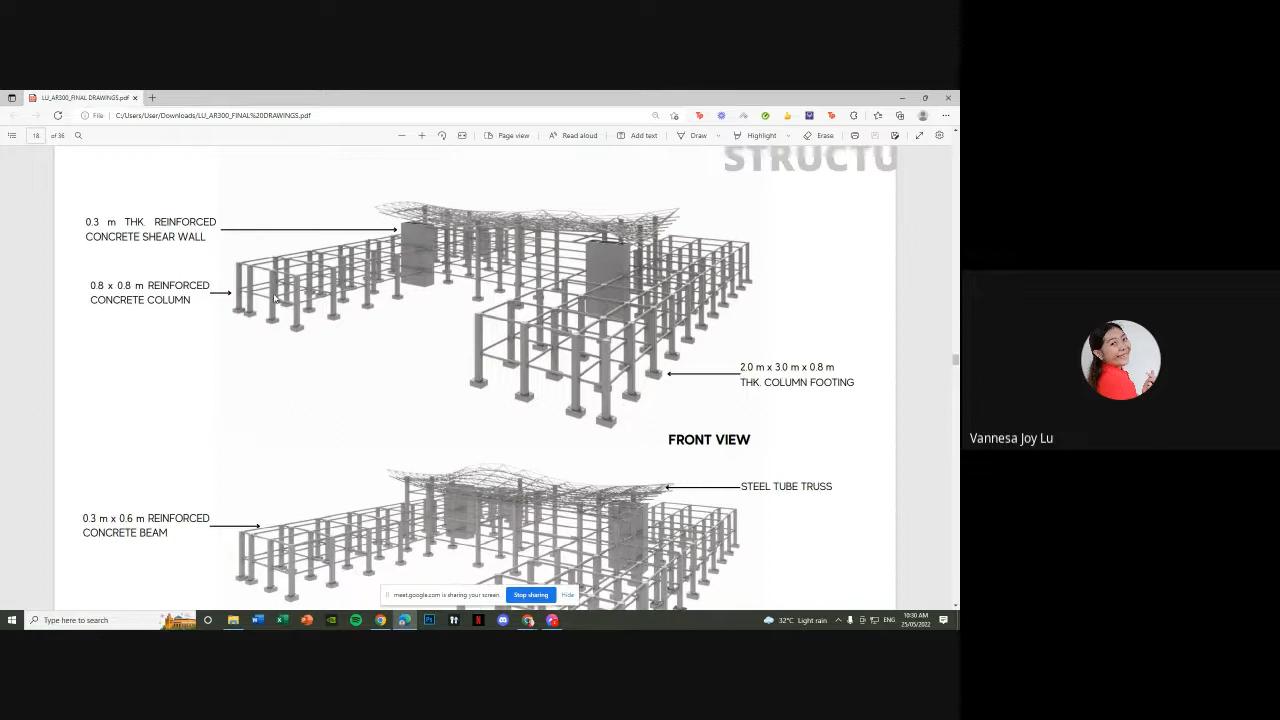 LU_AR300_FINAL DRAWINGS.pdf
File
C:/Users/User/Downloads/LU_AR300_FINAL%20DRAWINGS.pdf
18 of 36
Page view
Read aloud
Add text
Draw
Highlight
Erase
STRUCTU
0.3 m THK. REINFORCED
CONCRETE SHEAR WALL
0.8 x 0.8 m REINFORCED
CONCRETE COLUMN
2.0 m x 3.0 m x 0.8 m
THK. COLUMN FOOTING
FRONT VIEW
STEEL TUBE TRUSS
0.3 m x 0.6 m REINFORCED
CONCRETE BEAM
meet.google.com is sharing your screen.
Stop sharing
Hide
Type here to search
32°C Light rain
ENG
10:30 AM
25/05/2022
Vannesa Joy Lu